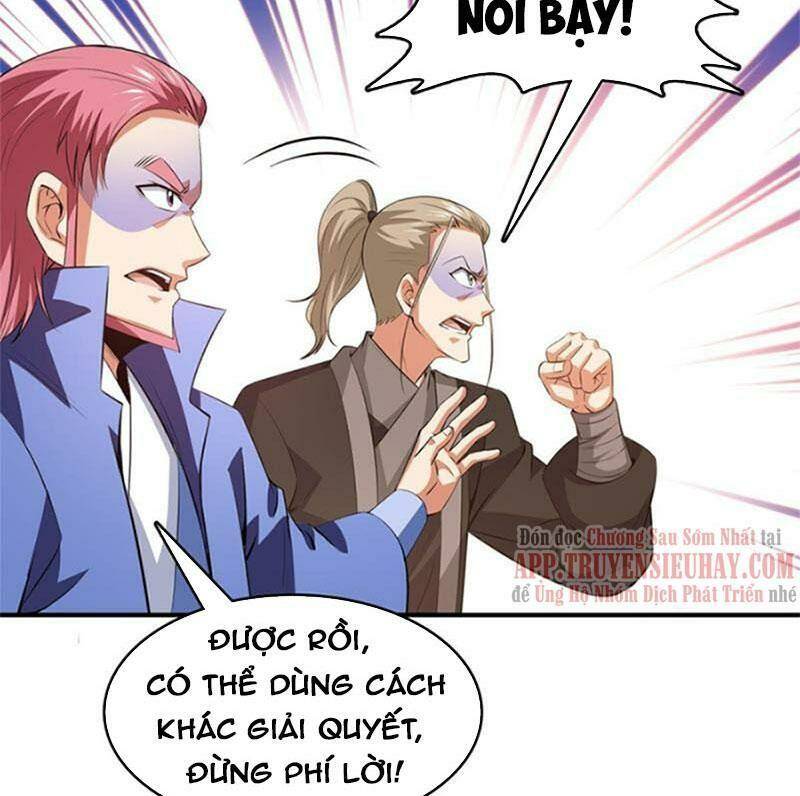 NÓI BẬY!
Đón đọc Chương Sau Sớm Nhất tại
APP.TRUYENSIEUHAY.COM
để Ủng Hộ Nhóm Dịch Phát Triển nhé
ĐƯỢC RỒI,
CÓ THỂ DÙNG CÁCH
KHÁC GIẢI QUYẾT,
ĐỪNG PHÍ LỜI!